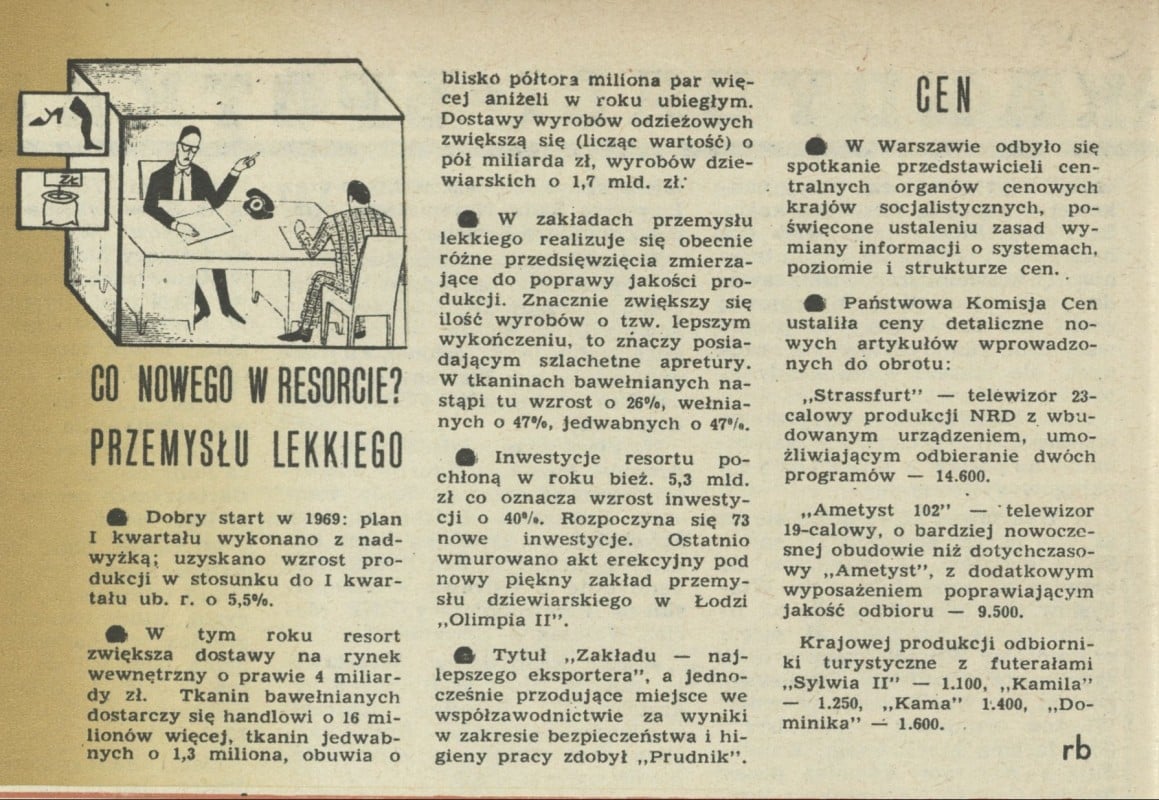 ZŁ
CO NOWEGO W RESORCIE?
PRZEMYSŁU LEKKIEGO
● Dobry start w 1969: plan
I kwartału wykonano z nad-
wyżką; uzyskano wzrost pro-
dukcji w stosunku do I kwar-
tału ub. r. o 5,5%.
● W tym roku resort
zwiększa dostawy na rynek
wewnętrzny o prawie 4 miliar-
dy zł. Tkanin bawełnianych
dostarczy się handlowi o 16 mi-
lionów więcej, tkanin jedwab-
nych o 1,3 miliona, obuwia o
blisko półtora miliona par wię-
cej aniżeli w roku ubiegłym.
Dostawy wyrobów odzieżowych
zwiększą się (licząc wartość) o
pół miliarda zł, wyrobów dzie-
wiarskich o 1,7 mld. zł.
● W zakładach przemysłu
lekkiego realizuje się obecnie
różne przedsięwzięcia zmierza-
jące do poprawy jakości pro-
dukcji. Znacznie zwiększy się
ilość wyrobów o tzw. lepszym
wykończeniu, to znaczy posia-
dającym szlachetne apretury.
W tkaninach bawełnianych na-
stąpi tu wzrost o 26%, wełnia-
nych o 47%, jedwabnych o 47%.
● Inwestycje resortu po-
chłoną w roku bież. 5,3 mld.
zł co oznacza wzrost inwesty-
cji o 40%. Rozpoczyna się 73
nowe inwestycje. Ostatnio
wmurowano akt erekcyjny pod
nowy piękny zakład przemy-
słu dziewiarskiego w Łodzi
„Olimpia II”.
● Tytuł „Zakładu — naj-
lepszego eksportera”, a jedno-
cześnie przodujące miejsce we
współzawodnictwie za wyniki
w zakresie bezpieczeństwa i hi-
gieny pracy zdobył „Prudnik”.
CEN
● W Warszawie odbyło się
spotkanie przedstawicieli cen-
tralnych organów cenowych
krajów socjalistycznych, po-
święcone ustaleniu zasad wy-
miany informacji o systemach,
poziomie i strukturze cen.
● Państwowa Komisja Cen
ustaliła ceny detaliczne no-
wych artykułów wprowadzo-
nych do obrotu:
„Strassfurt” — telewizor 23-
calowy produkcji NRD z wbu-
dowanym urządzeniem, umo-
żliwiającym odbieranie dwóch
programów — 14.600.
„Ametyst 102” — telewizor
19-calowy, o bardziej nowocze-
snej obudowie niż dotychczaso-
wy „Ametyst”, z dodatkowym
wyposażeniem poprawiającym
jakość odbioru — 9.500.
Krajowej produkcji odbiorni-
ki turystyczne z futerałami
„Sylwia II” — 1.100, „Kamila”
— 1.250, „Kama” 1.400, „Do-
minika” — 1.600.
rb